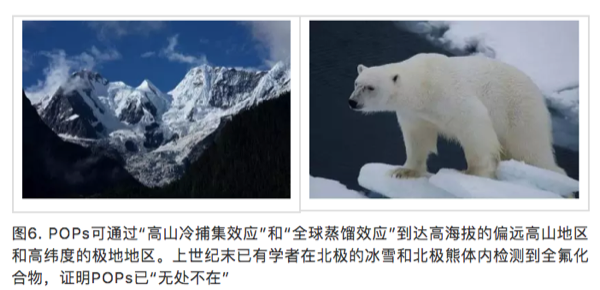 图6. POPs可通过“高山冷捕集效应”和“全球蒸馏效应”到达高海拔的偏远高山地区
和高纬度的极地地区。上世纪末已有学者在北极的冰雪和北极熊体内检测到全氟化
合物，证明POPs已“无处不在”